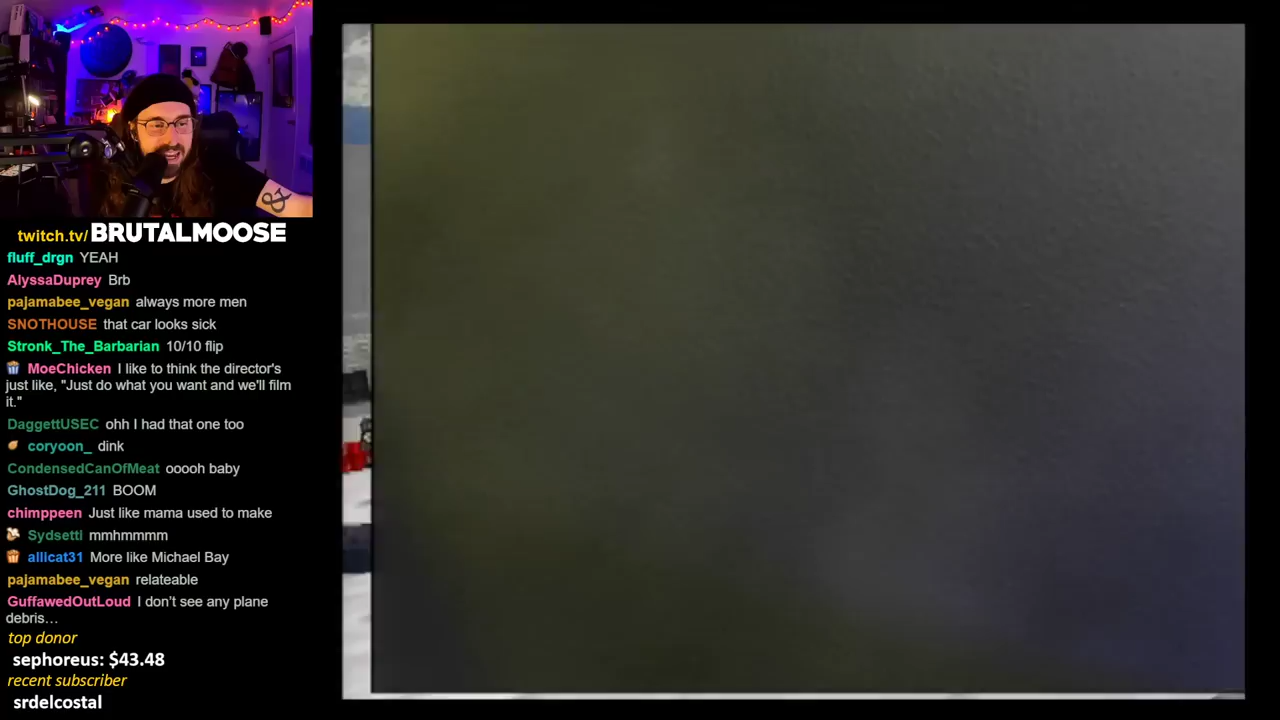 &
twitch.tv/BRUTALMOOSE
fluff_drgn YEAH
AlyssaDuprey Brb
pajamabee_vegan always more men
SNOTHOUSE that car looks sick
Stronk_The_Barbarian 10/10 flip
MoeChicken I like to think the director's
just like, "Just do what you want and we'll film
it."
DaggettUSEC ohh I had that one too
coryoon_ dink
CondensedCanOfMeat ooooh baby
GhostDog_211 BOOM
chimppeen Just like mama used to make
Sydsetti mmhmmmm
allicat31 More like Michael Bay
pajamabee_vegan relateable
GuffawedOutLoud I don't see any plane
debris…
top donor
sephoreus: $43.48
recent subscriber
srdelcostal